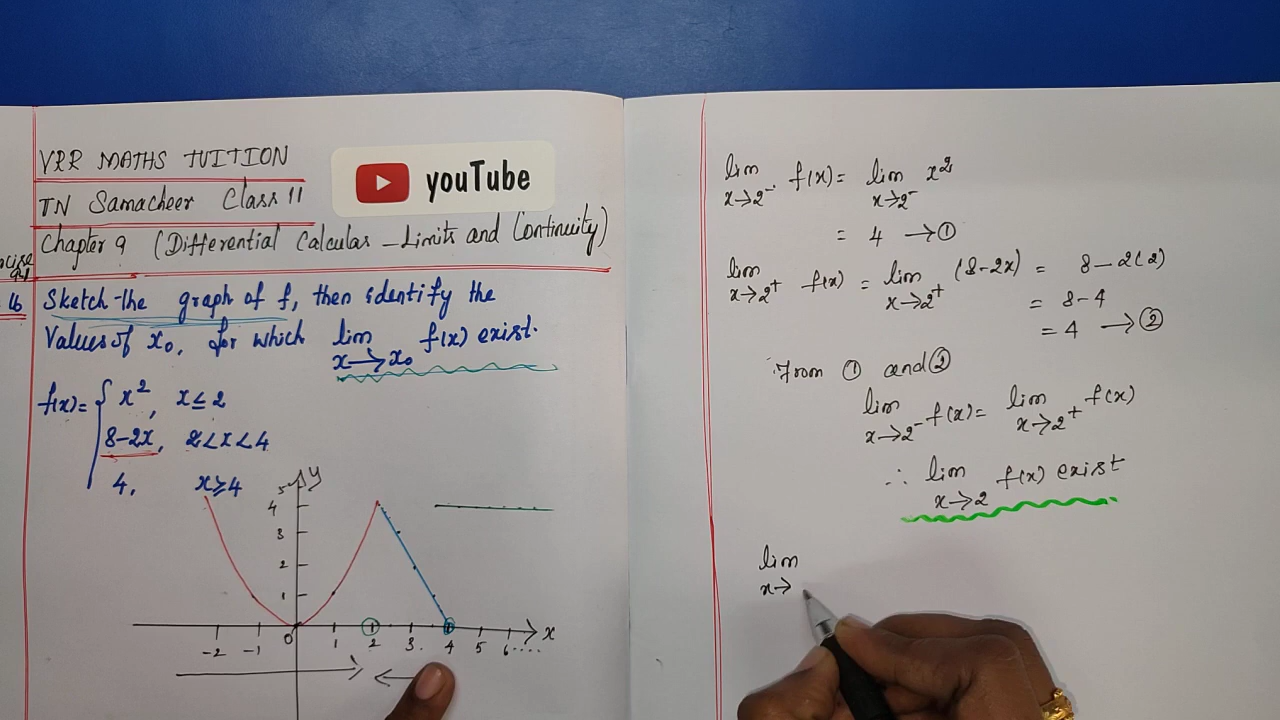 VRR MATHS TUITION
YouTube
TN Samacheer Class 11
Chapter 9 (Differential Calculas - Limits and Continuity)
16 Sketch the graph of f, then identify the
Values of x₀, for which lim f(x) exist.
x→x₀
f(x)= { x², x≤2
8-2x, 2<x<4
4, x≥4
y
5
4
3
2
1
-2 -1 0 1 2 3. 4 5 6.... x
lim f(x) = lim x²
x→2⁻ x→2⁻
= 4 →①
lim f(x) = lim (8-2x) = 8-2(2)
x→2⁺ x→2⁺
= 8-4
= 4 →②
From ① and ②
lim f(x) = lim f(x)
x→2⁻ x→2⁺
∴ lim f(x) exist
x→2
lim
x→